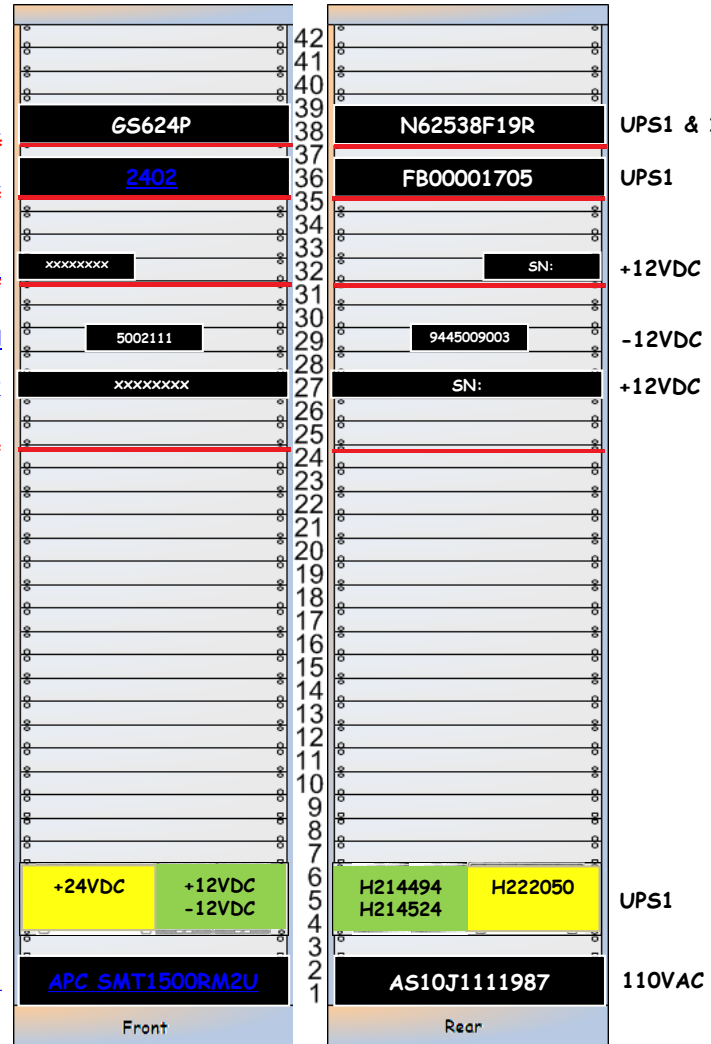 42
41
40
39
GS624P
38
N62538F19R
UPS1 &
37
2402
36
FB00001705
UPS1
35
34
33
xxxxxxxx
32
SN:
+12VDC
31
30
5002111
29
9445009003
-12VDC
28
xxxxxxxx
27
SN:
+12VDC
26
25
24
23
22
21
20
19
18
17
16
15
14
13
12
11
10
9
8
7
+24VDC
+12VDC
-12VDC
6
5
4
H214494
H214524
H222050
UPS1
3
APC SMT1500RM2U
2
1
AS10J1111987
110VAC
Front
Rear